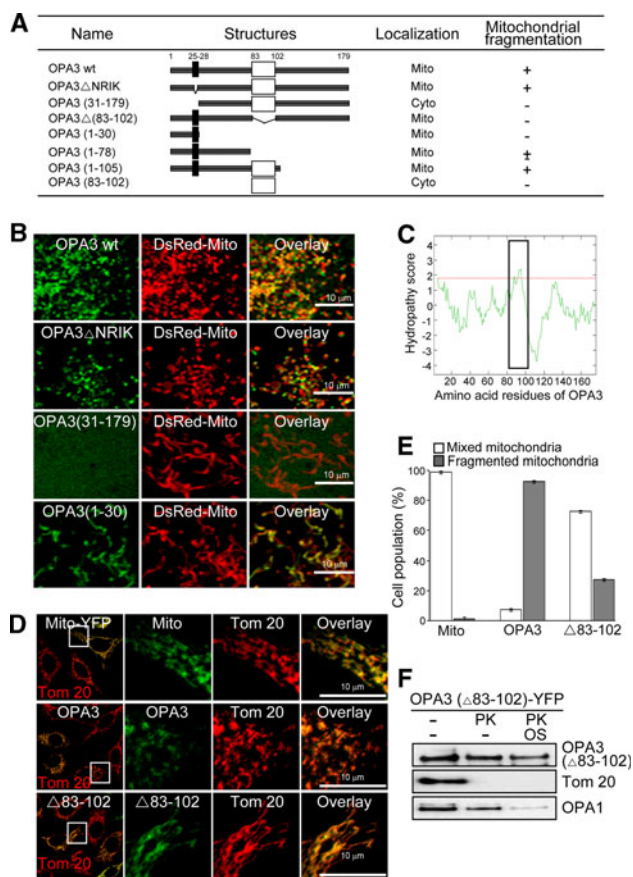 A
Name Structures Localization Mitochondrial fragmentation
1 25-28 83 102 179
OPA3 wt Mito +
OPA3△NRIK Mito +
OPA3 (31-179) Cyto -
OPA3△(83-102) Mito -
OPA3 (1-30) Mito -
OPA3 (1-78) Mito ±
OPA3 (1-105) Mito +
OPA3 (83-102) Cyto -
B
OPA3 wt DsRed-Mito Overlay
10 μm
OPA3△NRIK DsRed-Mito Overlay
10 μm
OPA3(31-179) DsRed-Mito Overlay
10 μm
OPA3(1-30) DsRed-Mito Overlay
10 μm
C
Hydropathy score
4
3
2
1
0
-1
-2
-3
-4
20 40 60 80 100 120 140 160
Amino acid residues of OPA3
D
Mito-YFP Mito Tom 20 Overlay
Tom 20
10 μm
OPA3 OPA3 Tom 20 Overlay
Tom 20
10 μm
△83-102 △83-102 Tom 20 Overlay
Tom 20
10 μm
E
Mixed mitochondria
Fragmented mitochondria
Cell population (%)
100
80
60
40
20
0
Mito OPA3 △83-102
F
OPA3 (△83-102)-YFP
- PK PK
- - OS
OPA3 (△83-102)
Tom 20
OPA1